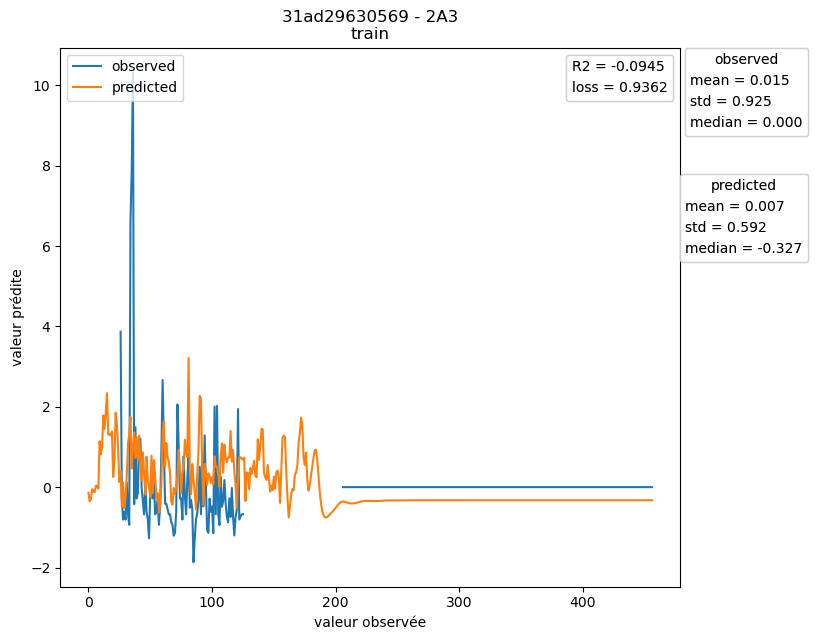 31ad29630569 - 2A3
train
observed
predicted
R2 = -0.0945
loss = 0.9362
observed
mean = 0.015
std = 0.925
median = 0.000
predicted
mean = 0.007
std = 0.592
median = -0.327
valeur prédite
10
8
6
4
2
0
−2
0
100
200
300
400
valeur observée